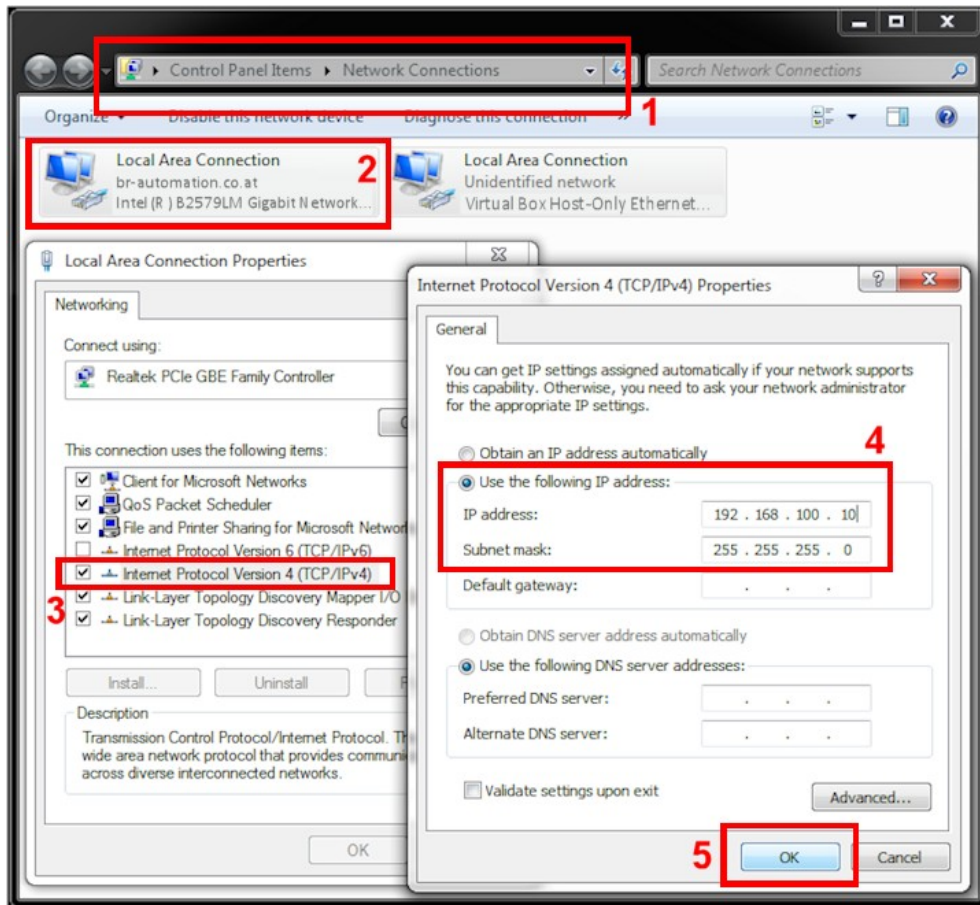 Control Panel Items Network Connections
Search Network Connections
1
Organize Disable this network device Diagnose this connection »
Local Area Connection
br-automation.co.at
Intel (R ) B2579LM Gigabit Network...
2
Local Area Connection
Unidentified network
Virtual Box Host-Only Ethernet...
Local Area Connection Properties
Networking
Connect using:
Realtek PCIe GBE Family Controller
This connection uses the following items:
Client for Microsoft Networks
QoS Packet Scheduler
File and Printer Sharing for Microsoft Networ
Internet Protocol Version 6 (TCP/IPv6)
Internet Protocol Version 4 (TCP/IPv4)
3
Link-Layer Topology Discovery Mapper I/O
Link-Layer Topology Discovery Responder
Install...
Uninstall
Description
Transmission Control Protocol/Internet Protocol. Th
wide area network protocol that provides communi
across diverse interconnected networks.
OK
Internet Protocol Version 4 (TCP/IPv4) Properties
General
You can get IP settings assigned automatically if your network supports
this capability. Otherwise, you need to ask your network administrator
for the appropriate IP settings.
4
Obtain an IP address automatically
Use the following IP address:
IP address: 192 . 168 . 100 . 10
Subnet mask: 255 . 255 . 255 . 0
Default gateway: . . .
Obtain DNS server address automatically
Use the following DNS server addresses:
Preferred DNS server: . . .
Alternate DNS server: . . .
Validate settings upon exit
Advanced...
5
OK
Cancel